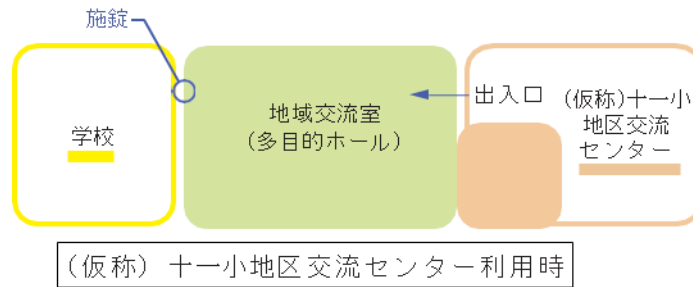 施錠
学校
地域交流室
(多目的ホール)
出入口
(仮称)十一小
地区交流
センター
(仮称) 十一小地区交流センター利用時